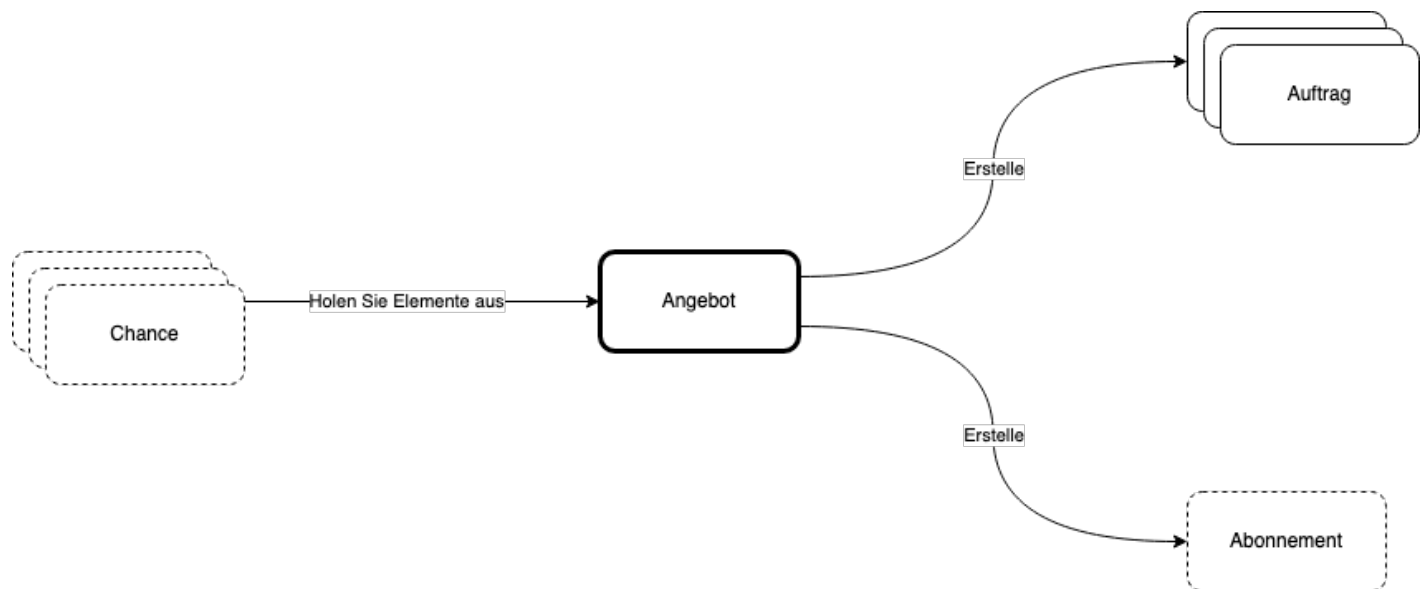 Auftrag
Erstelle
Holen Sie Elemente aus
Angebot
Chance
Erstelle
Abonnement